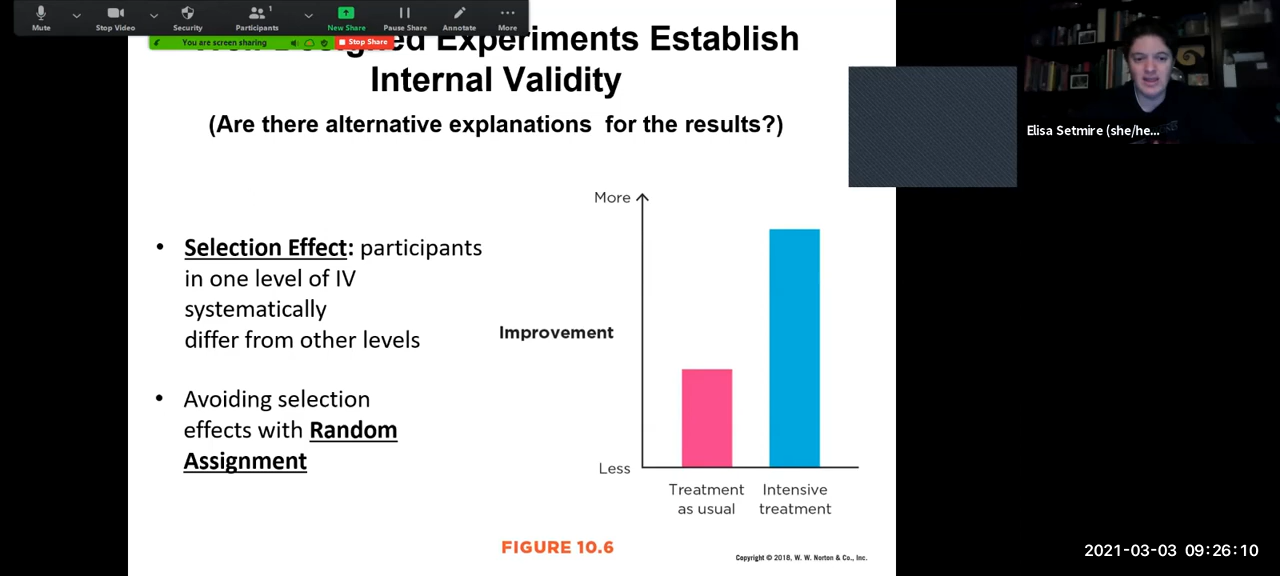 Mute
Stop Video
Security
Participants
1
New Share
Pause Share
Annotate
More
You are screen sharing
Stop Share
Experiments Establish
Internal Validity
(Are there alternative explanations for the results?)
Elisa Setmire (she/he...
More
• Selection Effect: participants
in one level of IV
systematically
differ from other levels
Improvement
• Avoiding selection
effects with Random
Assignment
Less
Treatment
as usual
Intensive
treatment
FIGURE 10.6
Copyright © 2018, W. W. Norton & Co., Inc.
2021-03-03 09:26:10